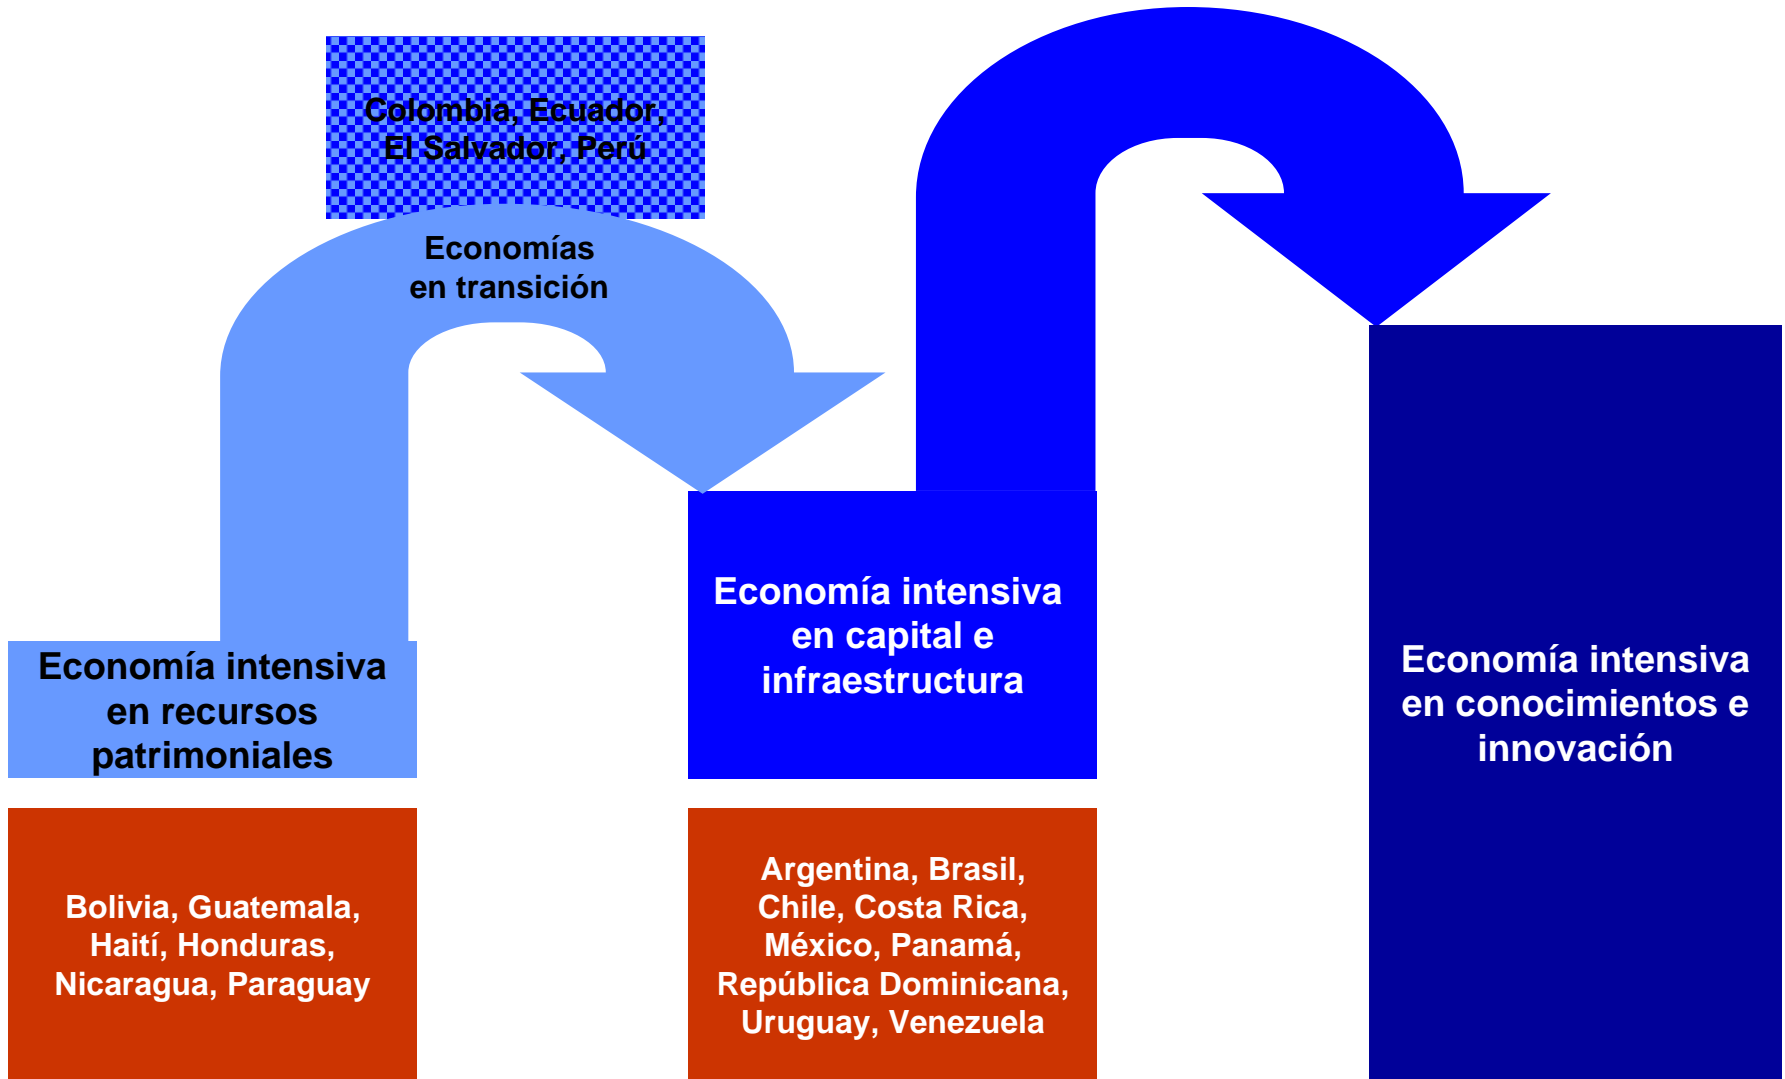 Colombia, Ecuador,
El Salvador, Perú
Economías
en transición
Economía intensiva
en recursos
patrimoniales
Economía intensiva
en capital e
infraestructura
Economía intensiva
en conocimientos e
innovación
Bolivia, Guatemala,
Haití, Honduras,
Nicaragua, Paraguay
Argentina, Brasil,
Chile, Costa Rica,
México, Panamá,
República Dominicana,
Uruguay, Venezuela